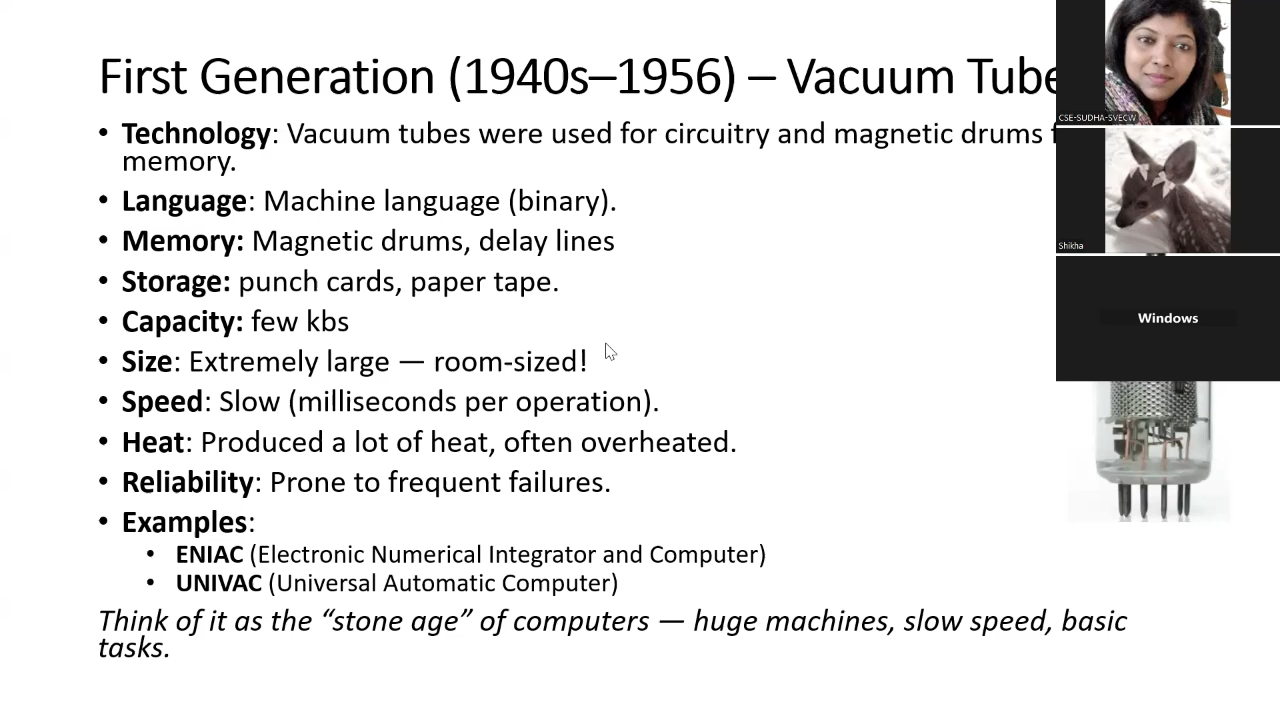 First Generation (1940s–1956) – Vacuum Tube
• Technology: Vacuum tubes were used for circuitry and magnetic drums
memory.
• Language: Machine language (binary).
• Memory: Magnetic drums, delay lines
• Storage: punch cards, paper tape.
• Capacity: few kbs
• Size: Extremely large — room-sized!
• Speed: Slow (milliseconds per operation).
• Heat: Produced a lot of heat, often overheated.
• Reliability: Prone to frequent failures.
• Examples:
• ENIAC (Electronic Numerical Integrator and Computer)
• UNIVAC (Universal Automatic Computer)
Think of it as the “stone age” of computers — huge machines, slow speed, basic
tasks.
CSE-SUDHA-SVECW
Shikha
Windows